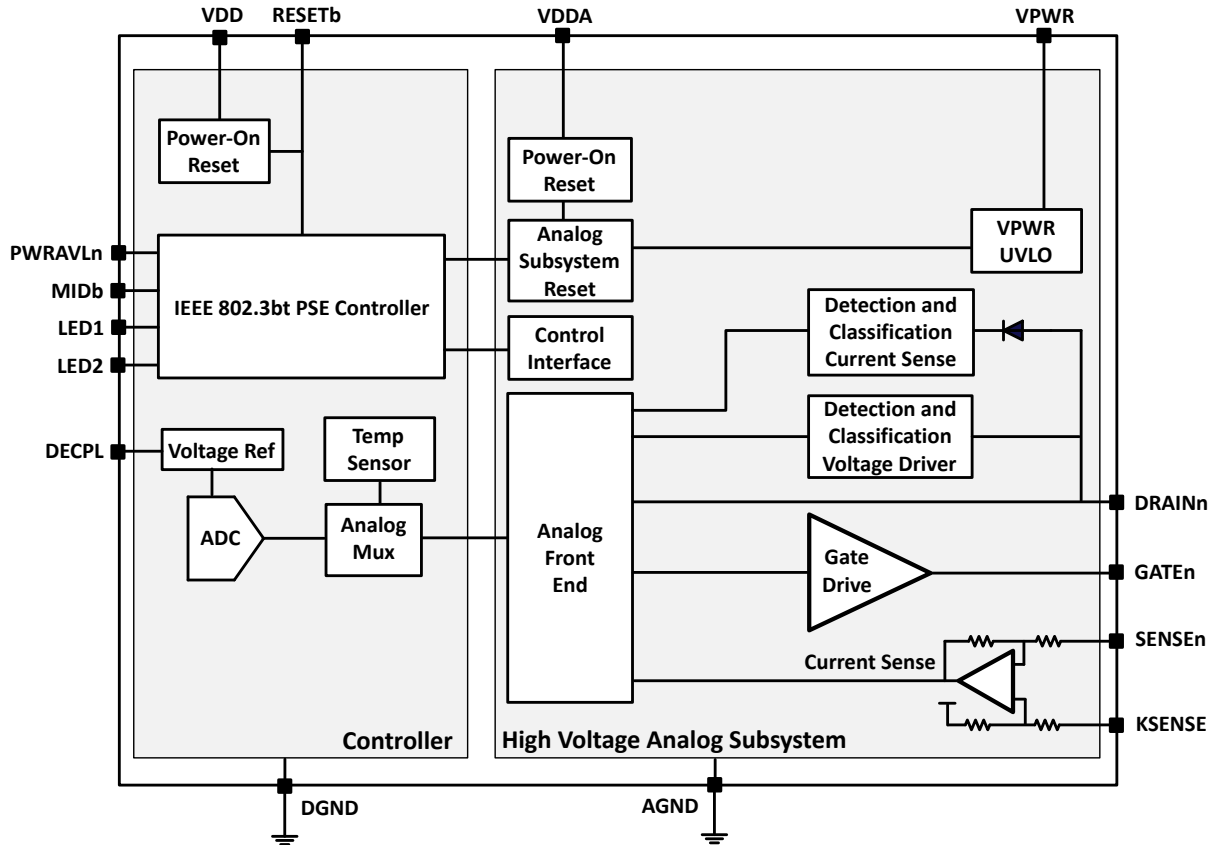 VDD
RESETb
VDDA
VPWR
Power-On
Reset
Power-On
Reset
PWRAVLn
MIDb
LED1
LED2
IEEE 802.3bt PSE Controller
Analog
Subsystem
Reset
VPWR
UVLO
Control
Interface
Detection and
Classification
Current Sense
Detection and
Classification
Voltage Driver
DECPL
Voltage Ref
Temp
Sensor
ADC
Analog
Mux
Analog
Front
End
Gate
Drive
DRAINn
GATEn
SENSEn
Current Sense
KSENSE
Controller
High Voltage Analog Subsystem
DGND
AGND